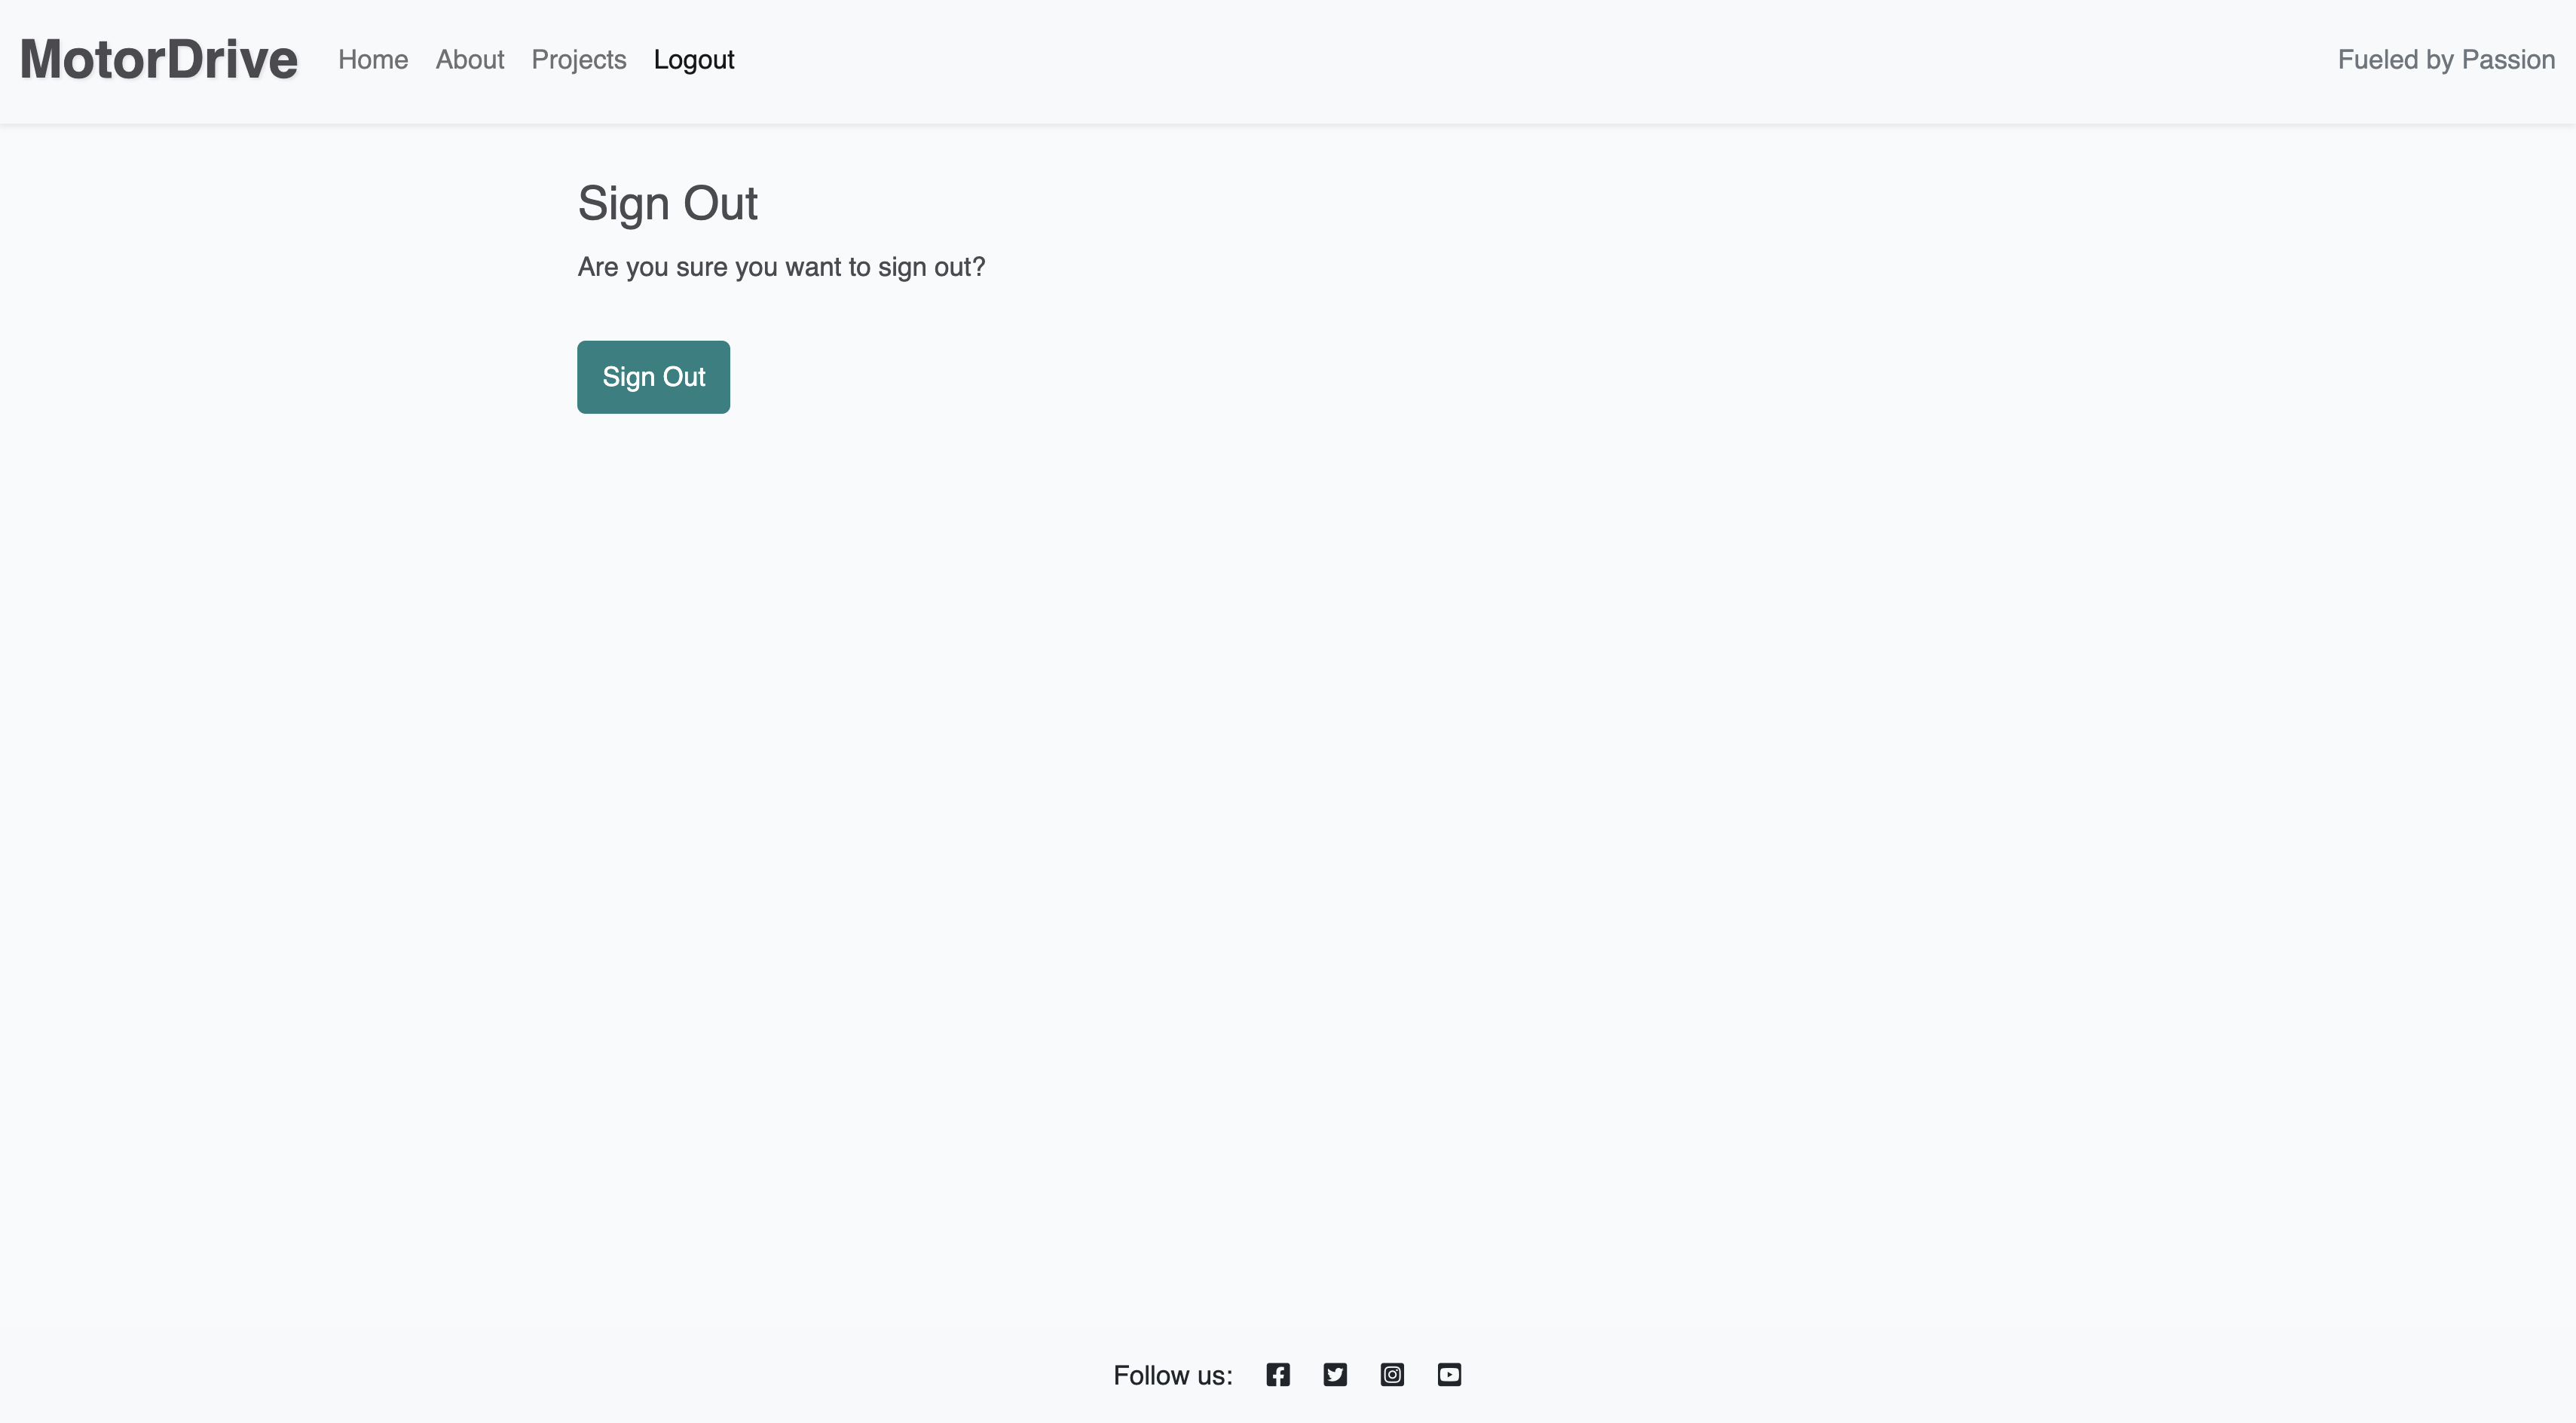 MotorDrive Home About Projects Logout Fueled by Passion
Sign Out
Are you sure you want to sign out?
Sign Out
Follow us: